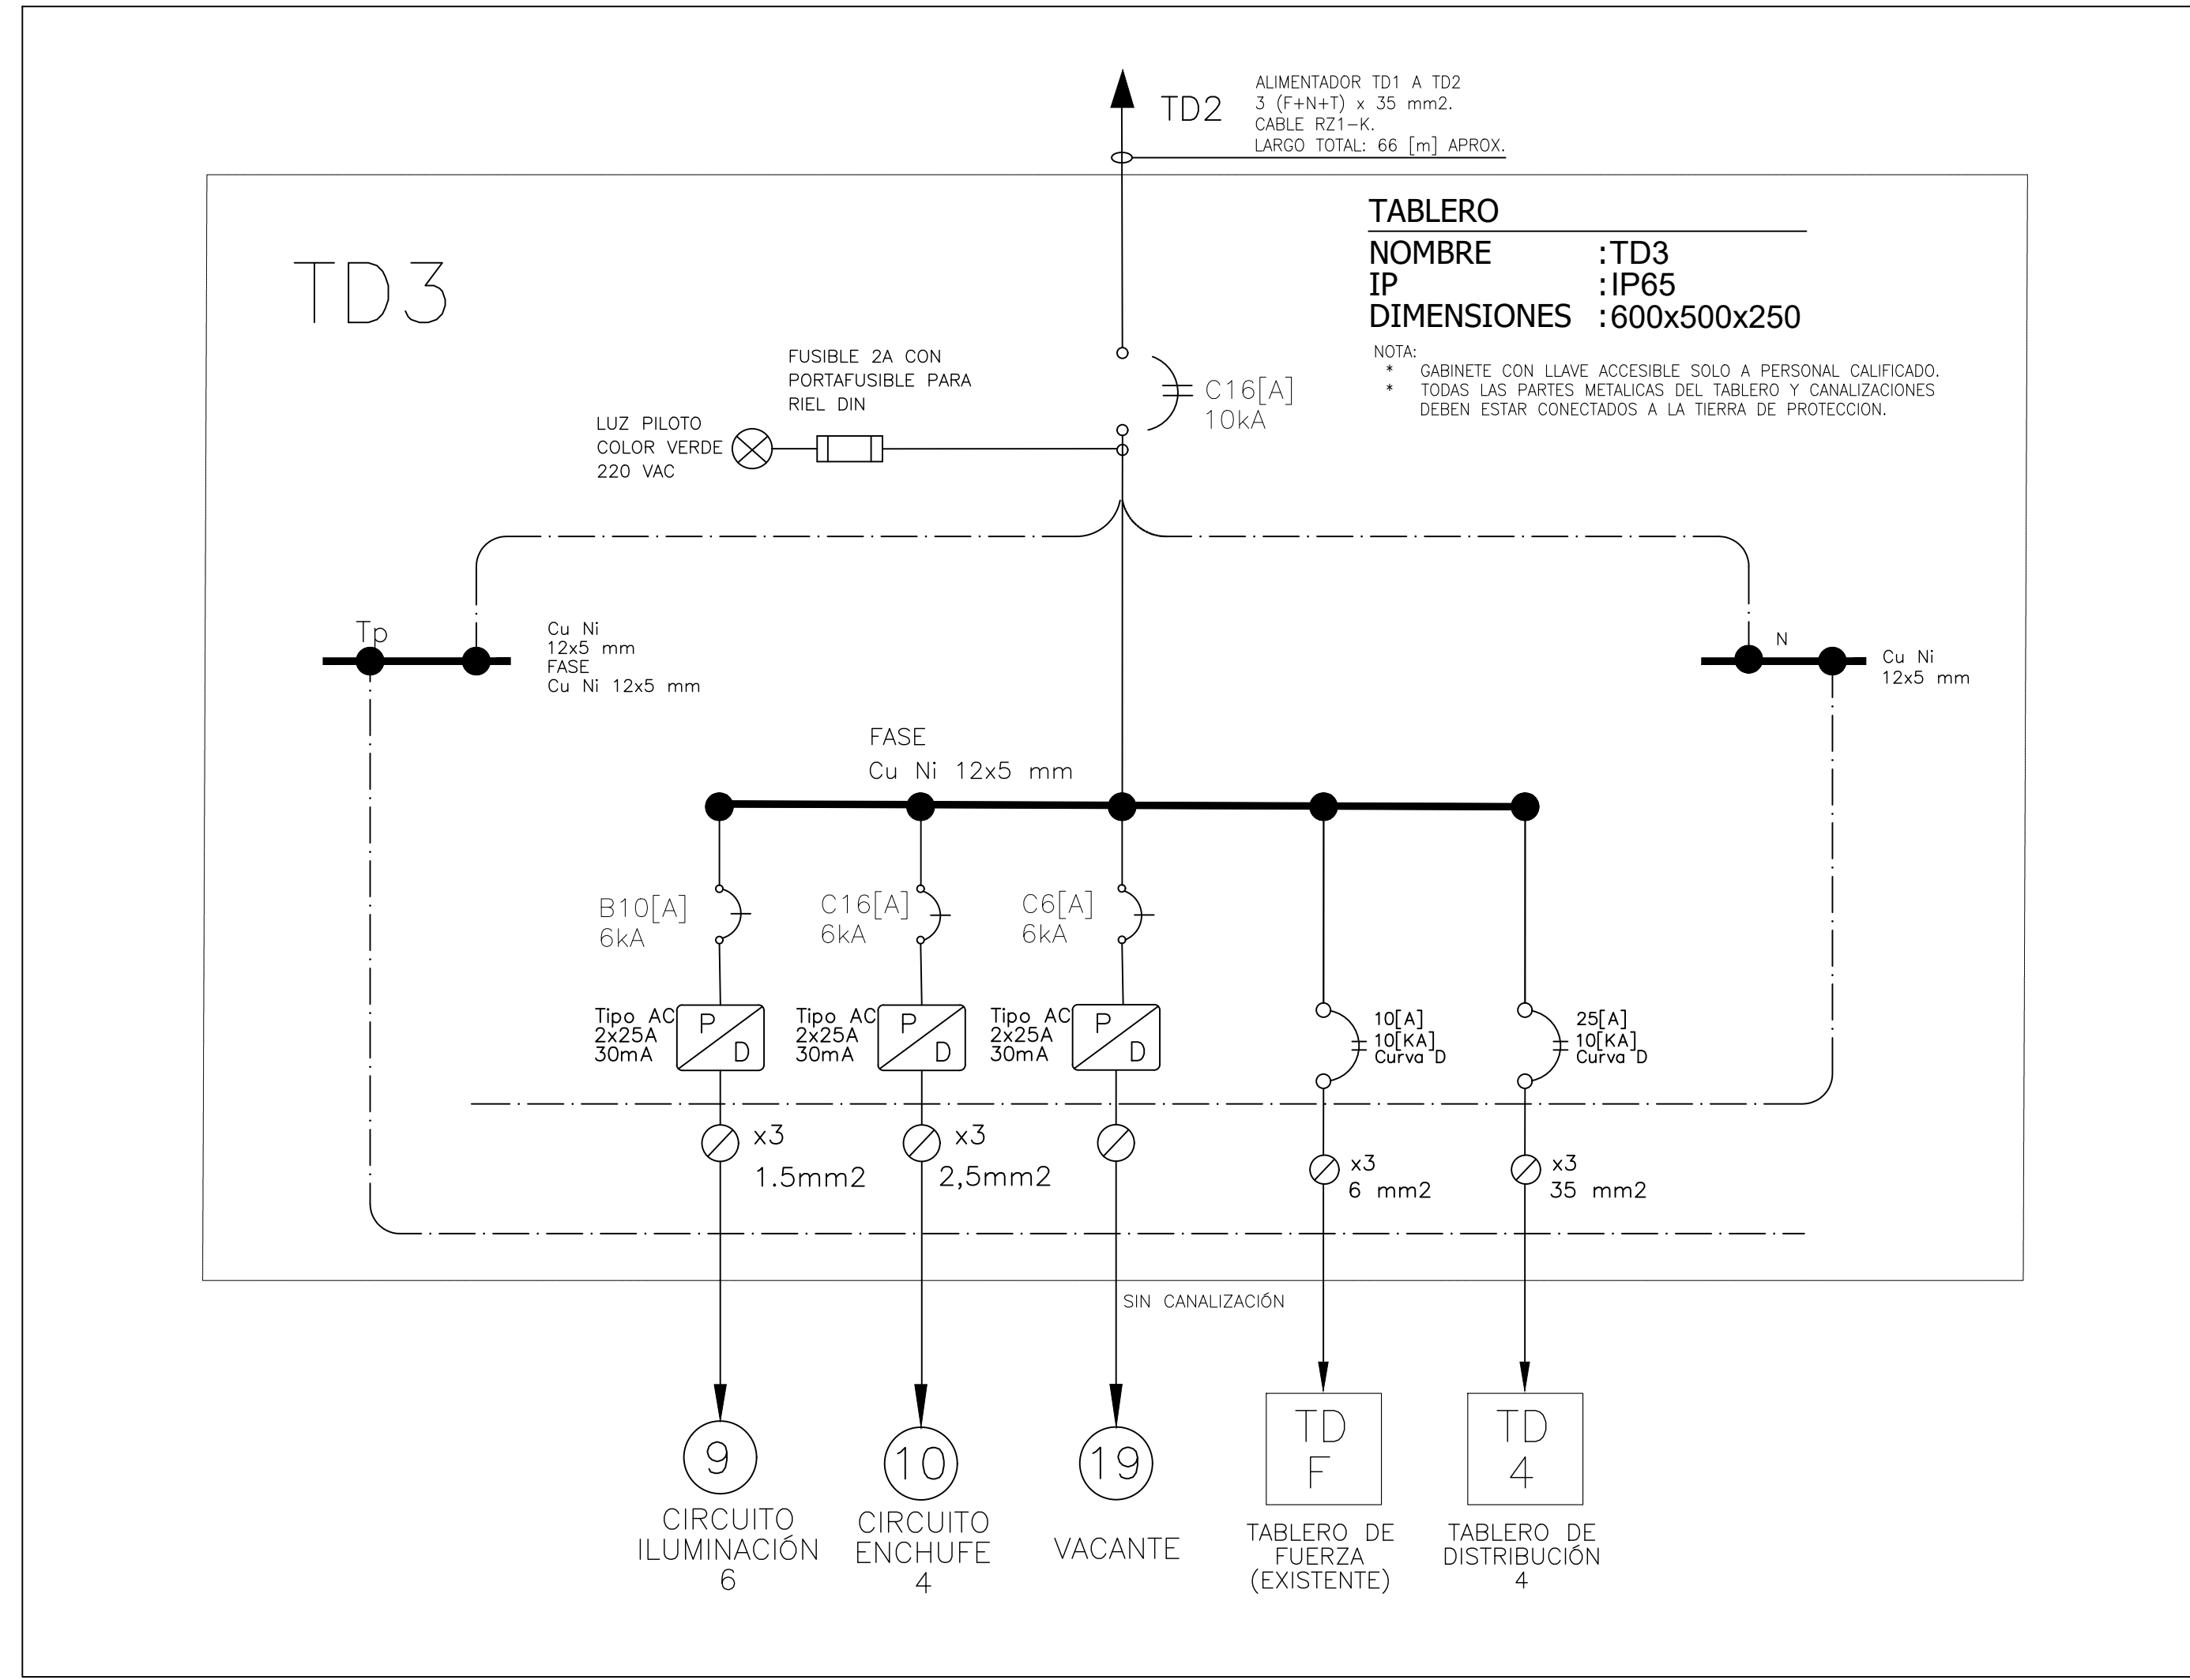 TD2
ALIMENTADOR TD1 A TD2
3 (F+N+T) x 35 mm2.
CABLE RZ1-K.
LARGO TOTAL: 66 [m] APROX.
TD3
TABLERO
NOMBRE :TD3
IP :IP65
DIMENSIONES :600x500x250
NOTA:
* GABINETE CON LLAVE ACCESIBLE SOLO A PERSONAL CALIFICADO.
* TODAS LAS PARTES METALICAS DEL TABLERO Y CANALIZACIONES
DEBEN ESTAR CONECTADOS A LA TIERRA DE PROTECCION.
FUSIBLE 2A CON
PORTAFUSIBLE PARA
RIEL DIN
C16[A]
10kA
LUZ PILOTO
COLOR VERDE
220 VAC
Tp
Cu Ni
12x5 mm
FASE
Cu Ni 12x5 mm
N
Cu Ni
12x5 mm
FASE
Cu Ni 12x5 mm
B10[A]
6kA
C16[A]
6kA
C6[A]
6kA
Tipo AC
2x25A
30mA
P
D
Tipo AC
2x25A
30mA
P
D
Tipo AC
2x25A
30mA
P
D
10[A]
10[KA]
Curva D
25[A]
10[KA]
Curva D
x3
1.5mm2
x3
2,5mm2
x3
6 mm2
x3
35 mm2
SIN CANALIZACIÓN
9
CIRCUITO
ILUMINACIÓN
6
10
CIRCUITO
ENCHUFE
4
19
VACANTE
TD
F
TABLERO DE
FUERZA
(EXISTENTE)
TD
4
TABLERO DE
DISTRIBUCIÓN
4